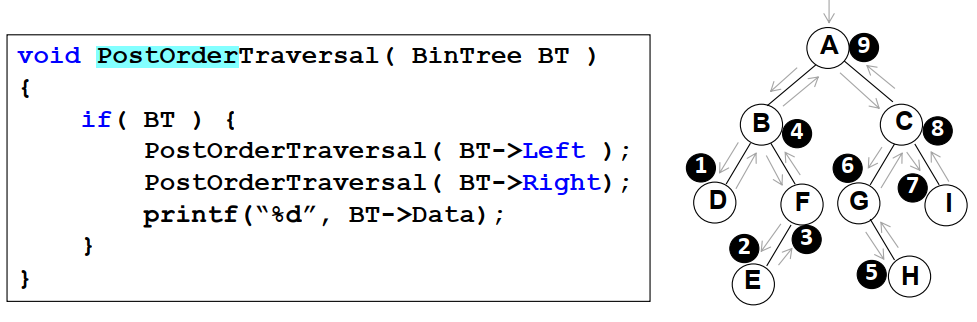 void PostOrderTraversal( BinTree BT )
{
    if( BT ) {
        PostOrderTraversal( BT->Left );
        PostOrderTraversal( BT->Right);
        printf(“%d”, BT->Data);
    }
}
A 9
B 4 C 8
1 6 7
D F G I
2 3 5
E H